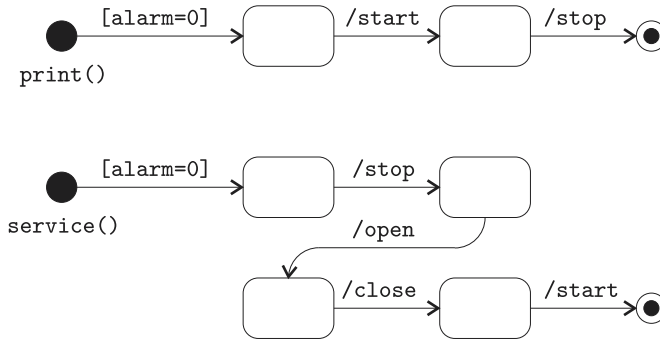 [alarm=0] /start /stop
print()
[alarm=0] /stop
service()
/open
/close /start